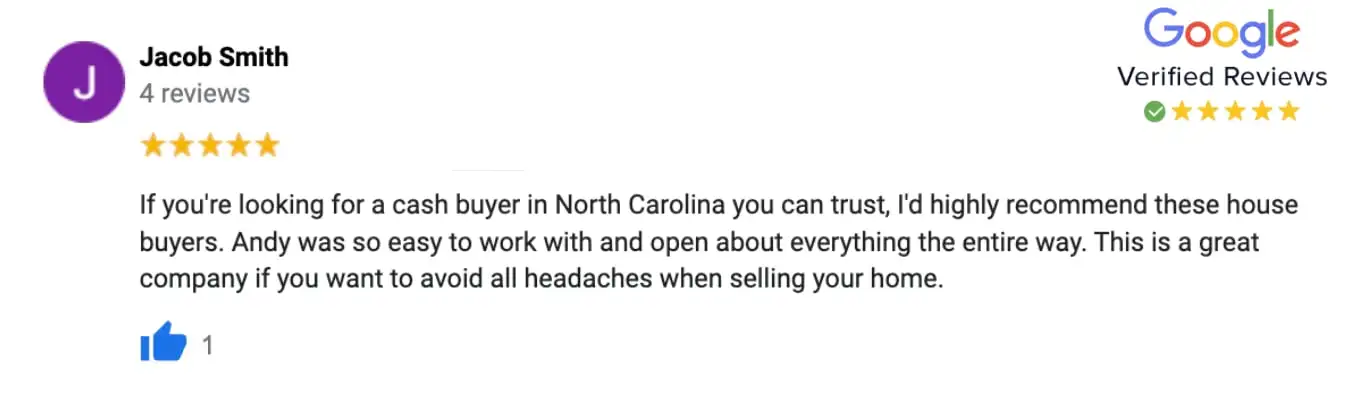 Google
Verified Reviews
J
Jacob Smith
4 reviews
If you're looking for a cash buyer in North Carolina you can trust, I'd highly recommend these house
buyers. Andy was so easy to work with and open about everything the entire way. This is a great
company if you want to avoid all headaches when selling your home.
1